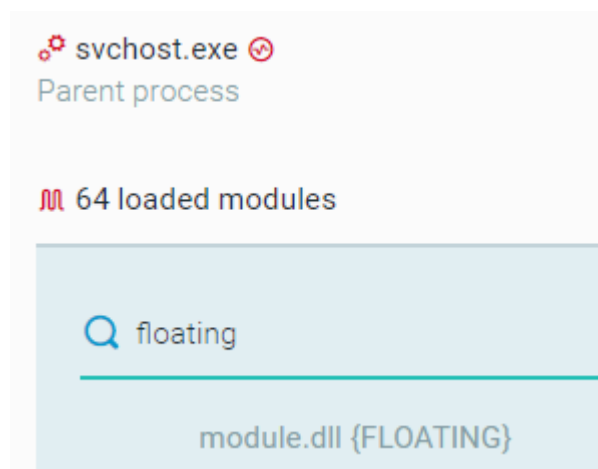 svchost.exe
Parent process
64 loaded modules
floating
module.dll {FLOATING}